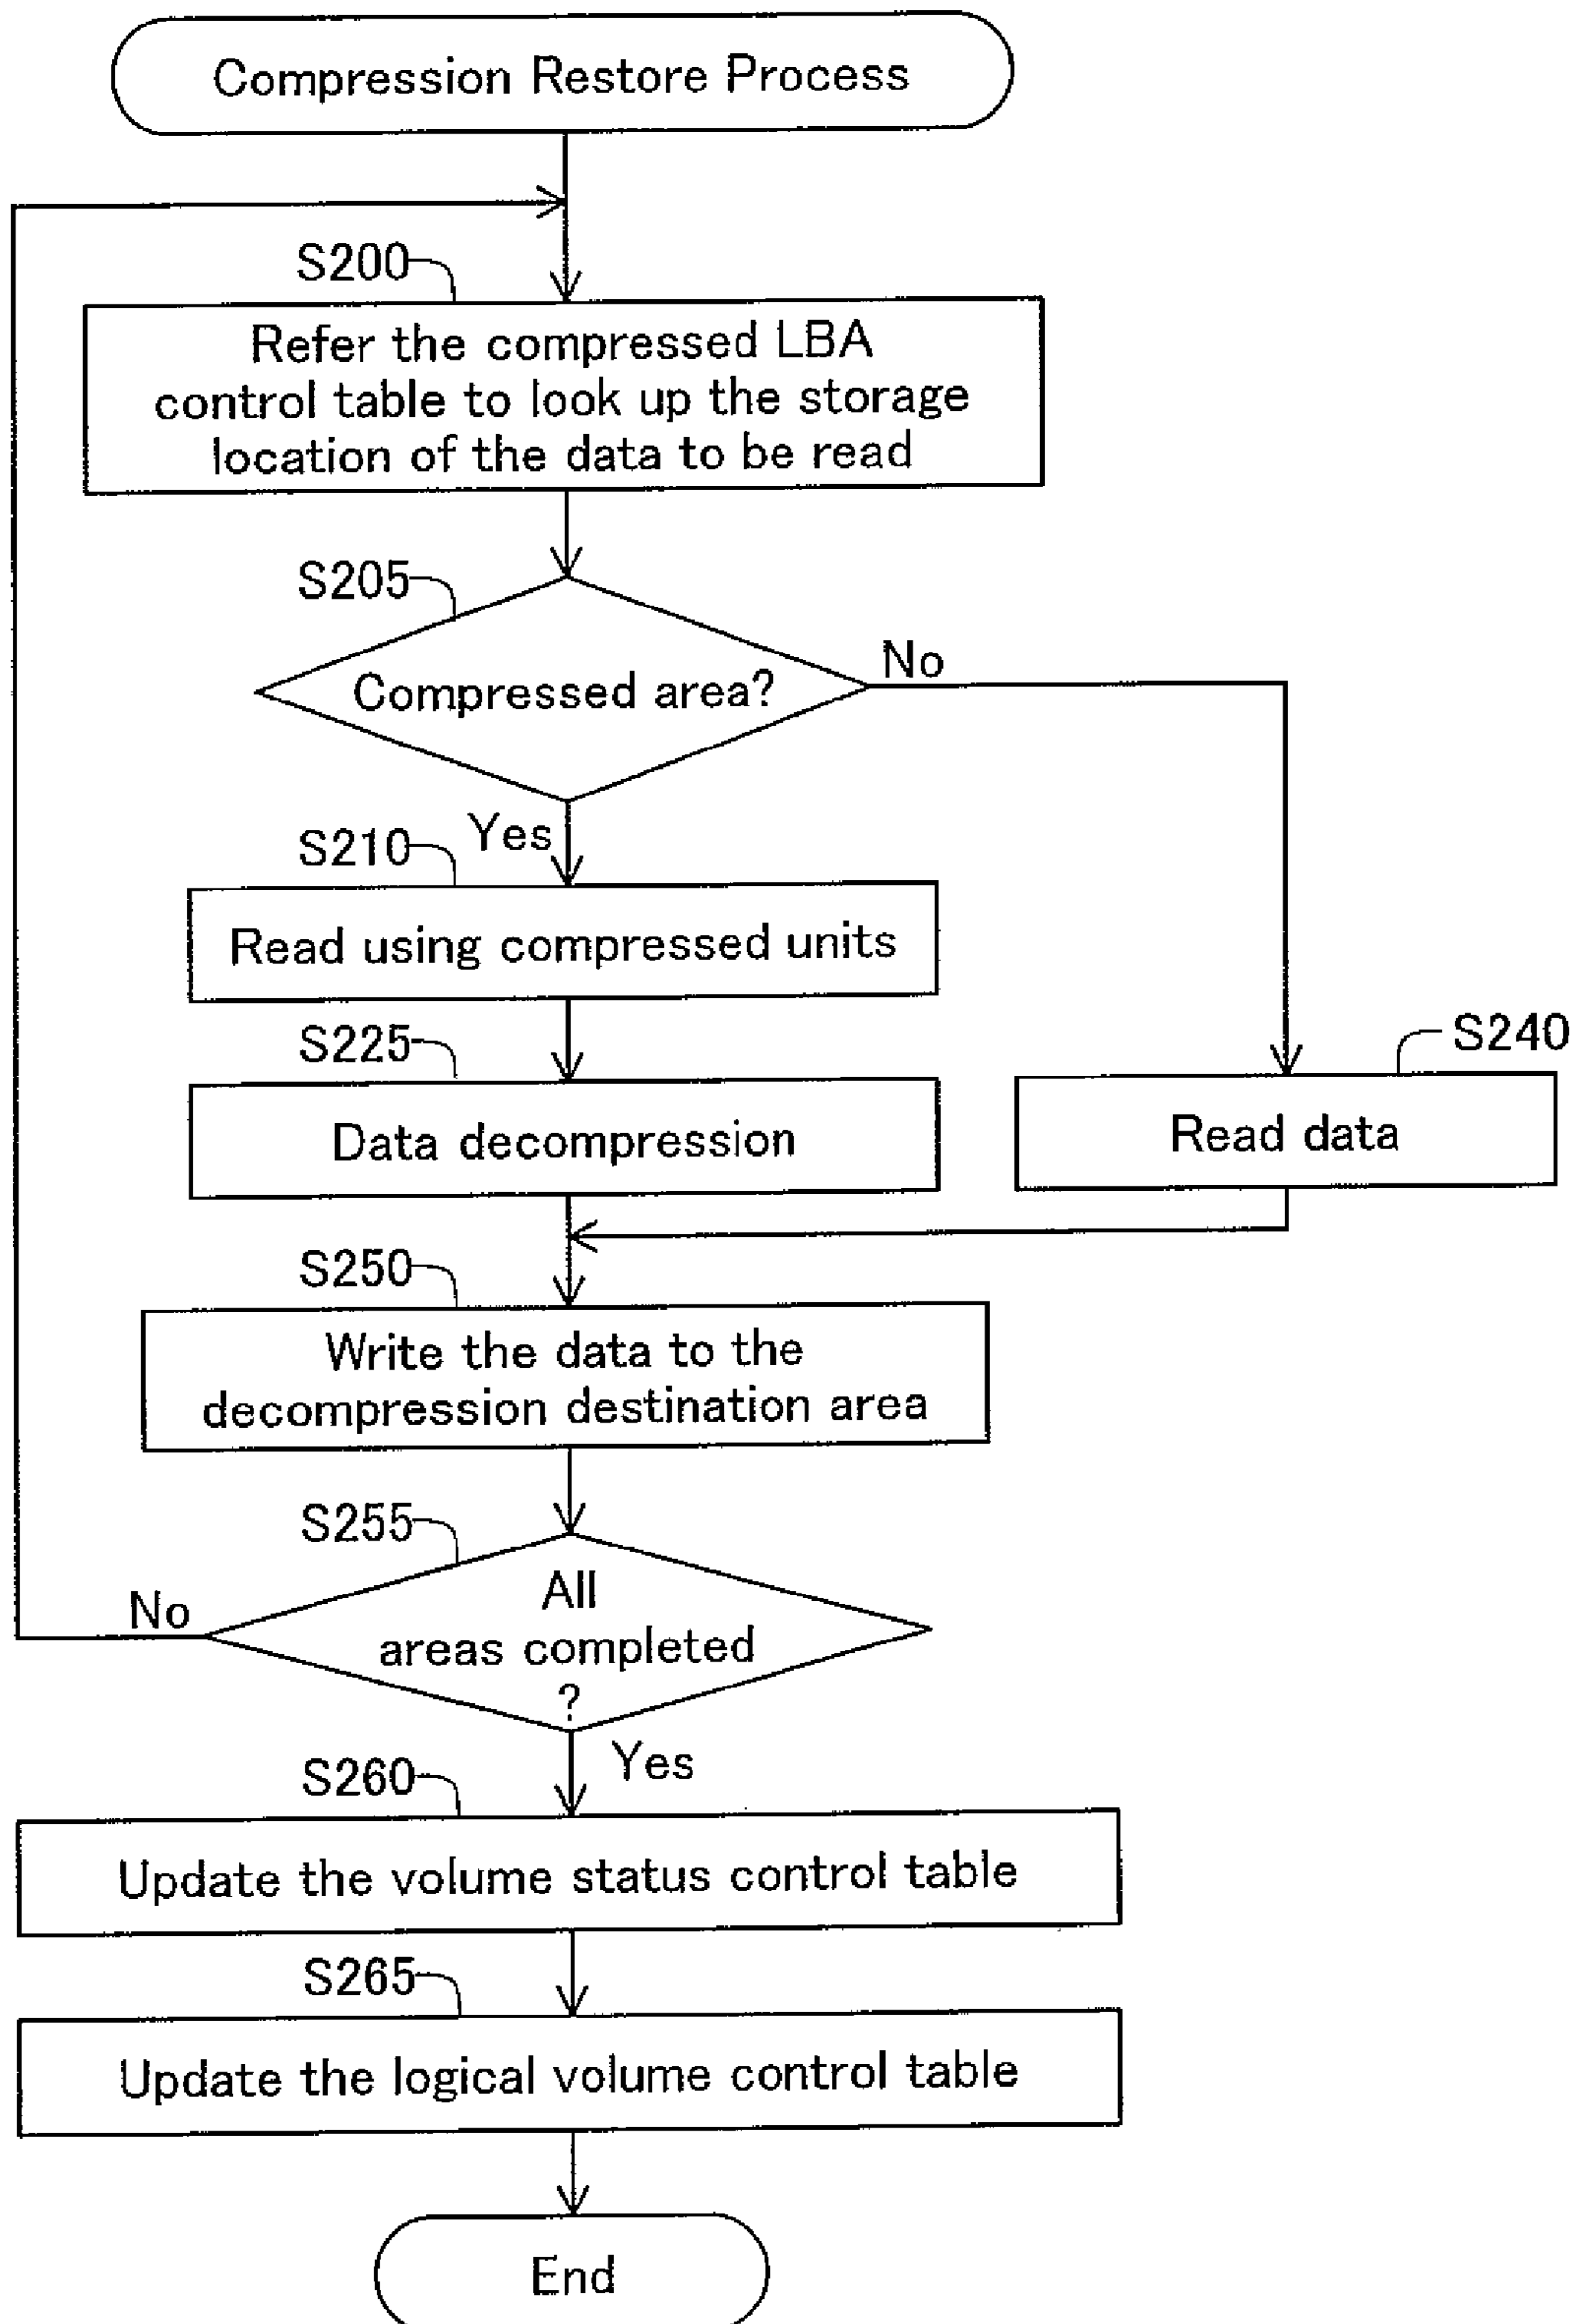 Compression Restore Process
S200
Refer the compressed LBA
control table to look up the storage
location of the data to be read
S205
Compressed area?
No
Yes
S210
Read using compressed units
S225
Data decompression
S240
Read data
S250
Write the data to the
decompression destination area
S255
All
areas completed
?
No
Yes
S260
Update the volume status control table
S265
Update the logical volume control table
End